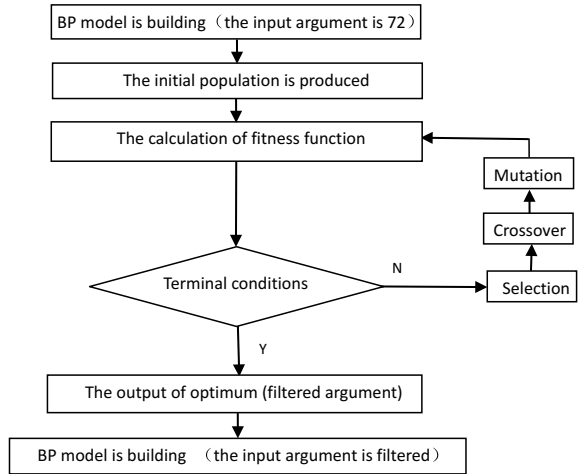 BP model is building（the input argument is 72）
The initial population is produced
The calculation of fitness function
Mutation
Crossover
Terminal conditions
N
Selection
Y
The output of optimum (filtered argument)
BP model is building （the input argument is filtered）